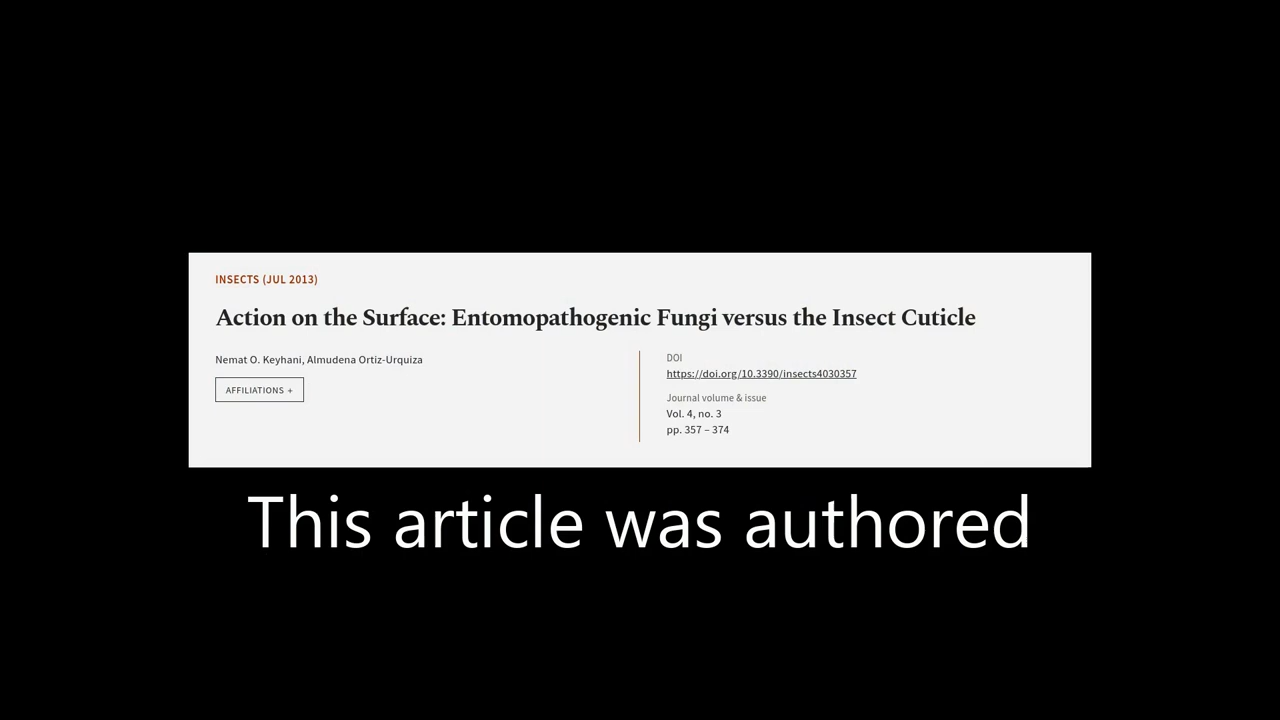 INSECTS (JUL 2013)
Action on the Surface: Entomopathogenic Fungi versus the Insect Cuticle
Nemat O. Keyhani, Almudena Ortiz-Urquiza
AFFILIATIONS +
DOI
https://doi.org/10.3390/insects4030357
Journal volume & issue
Vol. 4, no. 3
pp. 357 – 374
This article was authored